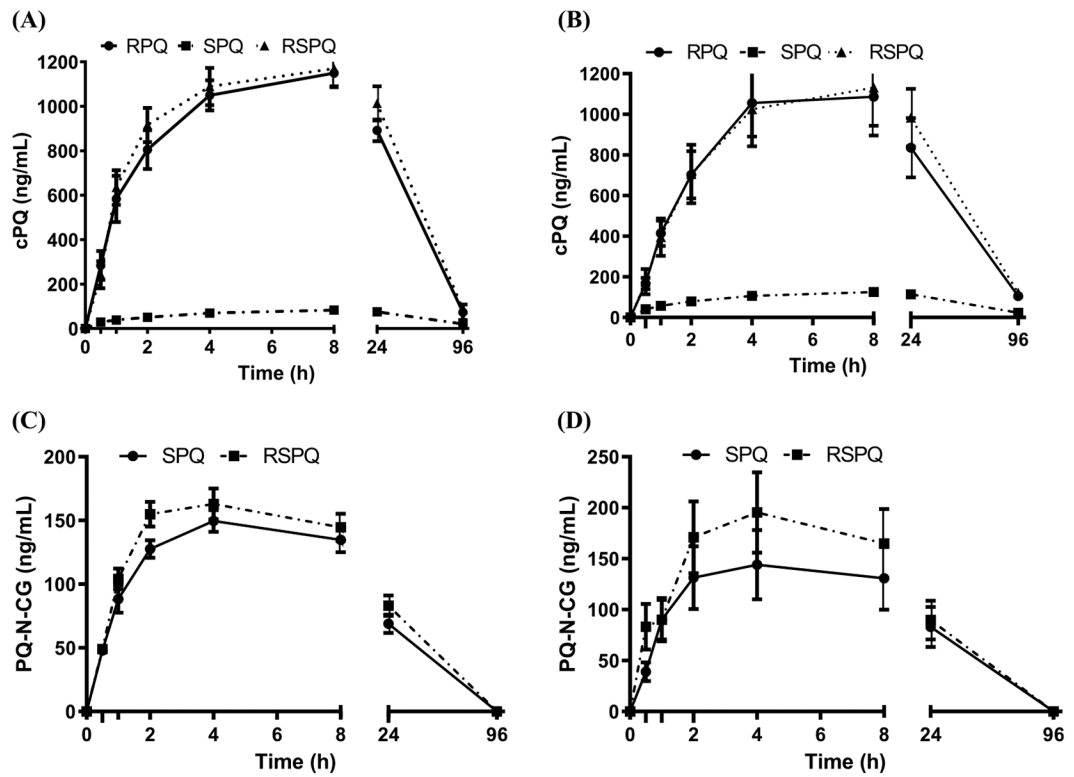 (A)
RPQ SPQ RSPQ
cPQ (ng/mL)
1200
1000
800
600
400
200
0
0 2 4 6 8 24 96
Time (h)
(B)
RPQ SPQ RSPQ
cPQ (ng/mL)
1200
1000
800
600
400
200
0
0 2 4 6 8 24 96
Time (h)
(C)
SPQ RSPQ
PQ-N-CG (ng/mL)
200
150
100
50
0
0 2 4 6 8 24 96
Time (h)
(D)
SPQ RSPQ
PQ-N-CG (ng/mL)
250
200
150
100
50
0
0 2 4 6 8 24 96
Time (h)